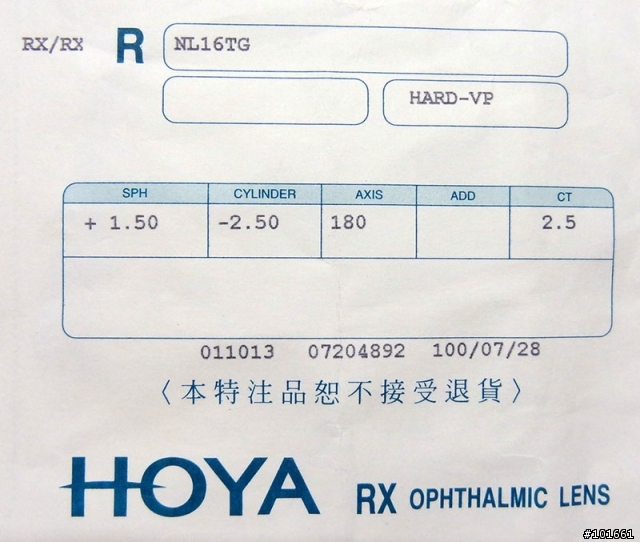 RX/RX R NL16TG
HARD-VP
SPH CYLINDER AXIS ADD CT
+ 1.50 -2.50 180 2.5
011013 07204892 100/07/28
〈本特注品恕不接受退貨〉
HOYA RX OPHTHALMIC LENS
#101661